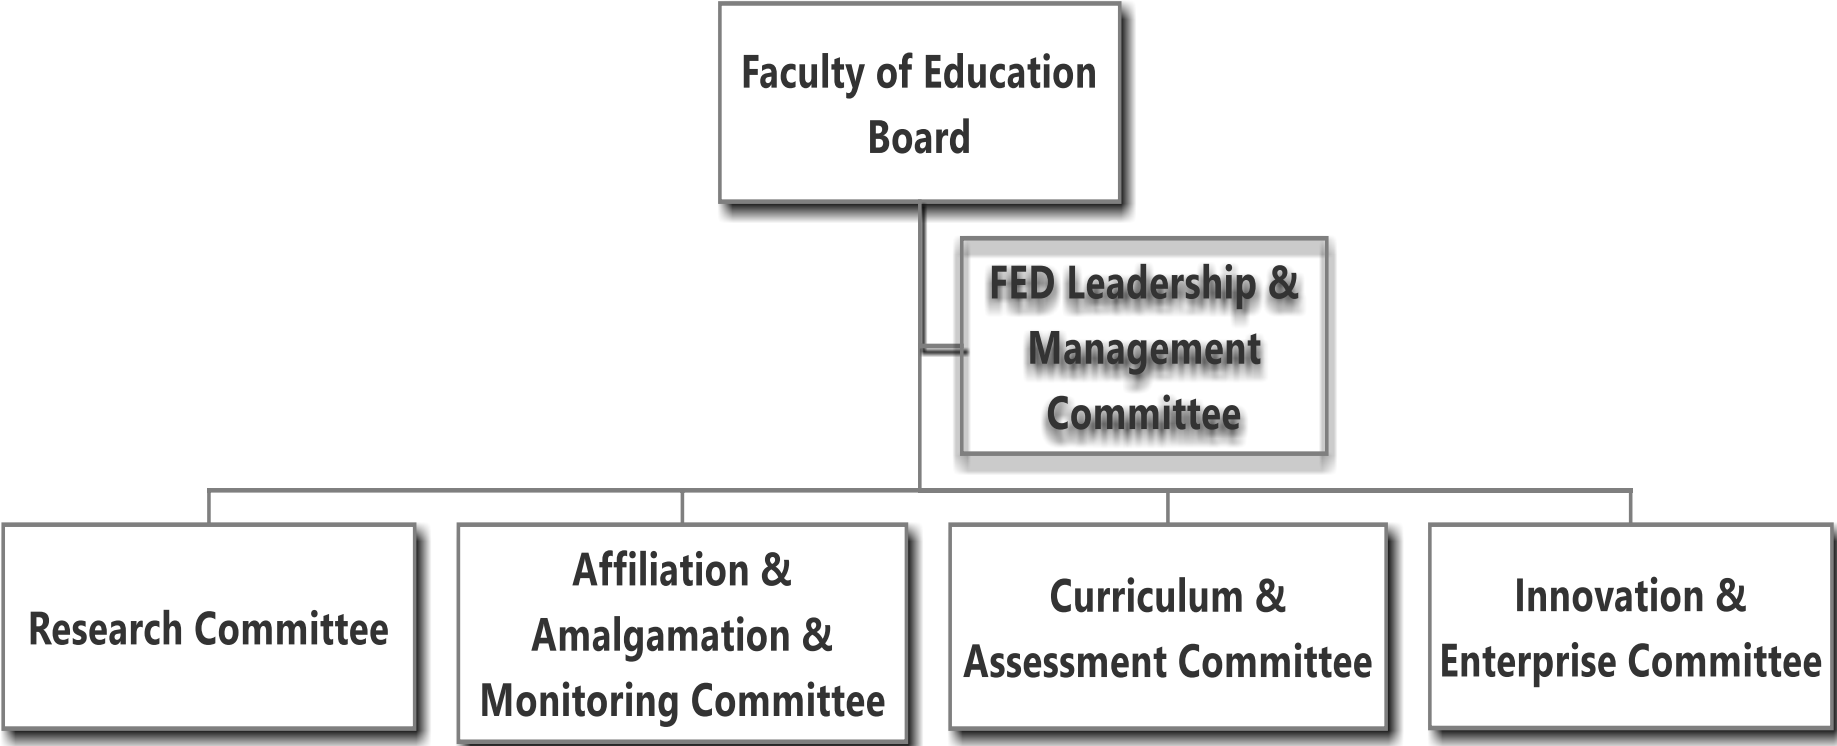 Faculty of Education
Board
FED Leadership &
Management
Committee
Research Committee
Affiliation &
Amalgamation &
Monitoring Committee
Curriculum &
Assessment Committee
Innovation &
Enterprise Committee